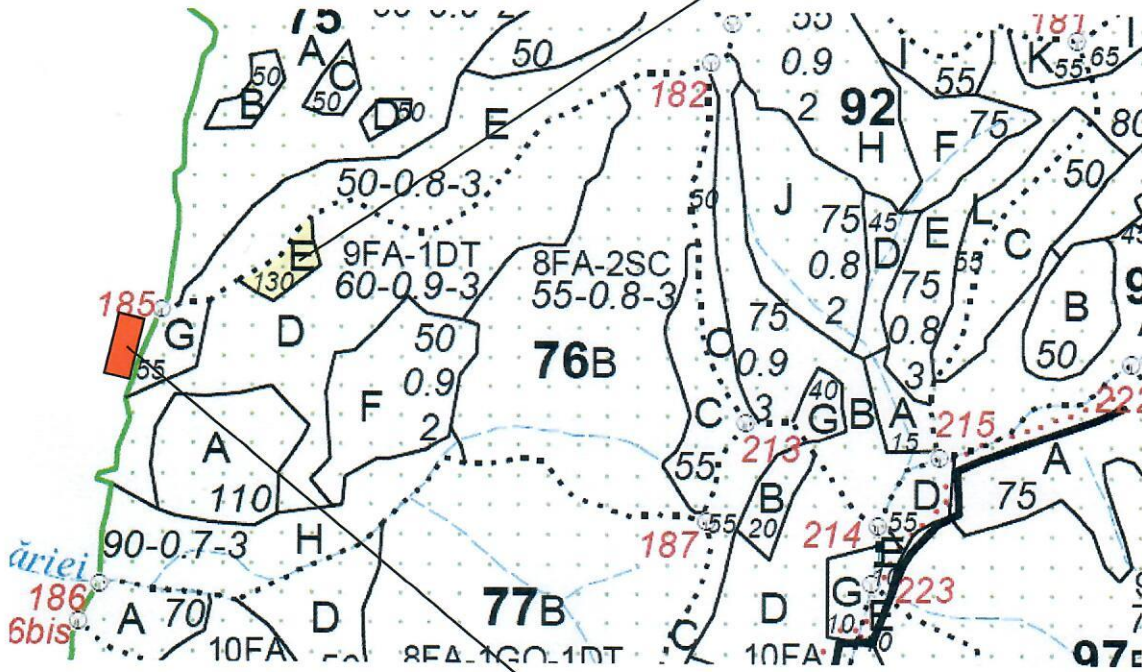 75
A
50
C
50
B
50
D
50
E
50
182
55
0.9
2
92
H
F
75
I
55
181
K
55
65
80
50-0.8-3
50
J
75
0.8
2
45
D
E
75
0.8
3
L
55
C
50
45
E
130
9FA-1DT
60-0.9-3
8FA-2SC
55-0.8-3
185
G
55
D
50
0.9
2
F
76B
C
75
0.9
3
C
55
40
G
B
A
15
B
50
215
222
213
A
110
90-0.7-3
H
187
55
B
20
214
55
D
A
75
ăriei
186
6bis
A
70
D
10FA
77B
8FA-1GO-1DT
C
D
10FA
G
10
E
223
E
10
97